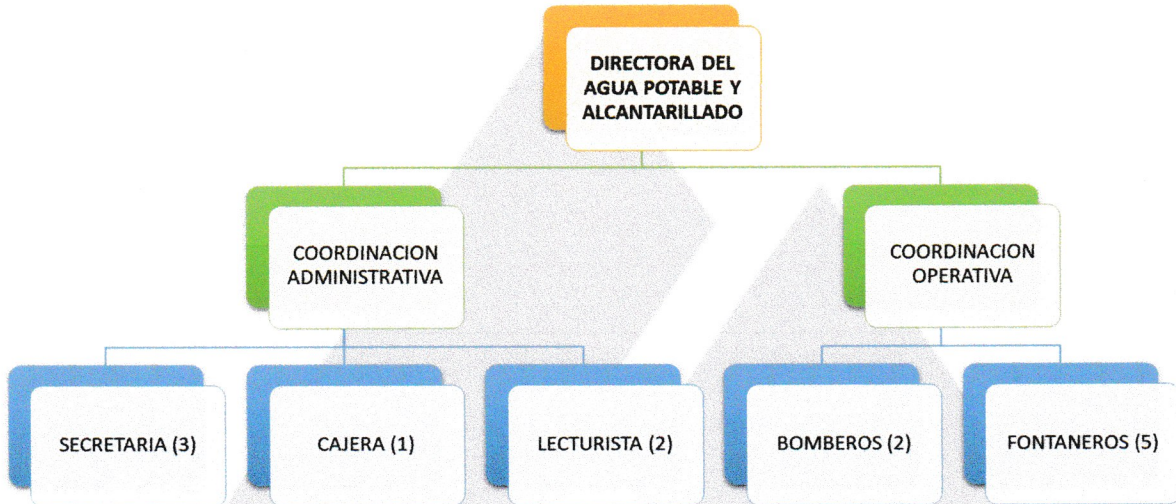 DIRECTORA DEL
AGUA POTABLE Y
ALCANTARILLADO
COORDINACION
ADMINISTRATIVA
COORDINACION
OPERATIVA
SECRETARIA (3)
CAJERA (1)
LECTURISTA (2)
BOMBEROS (2)
FONTANEROS (5)